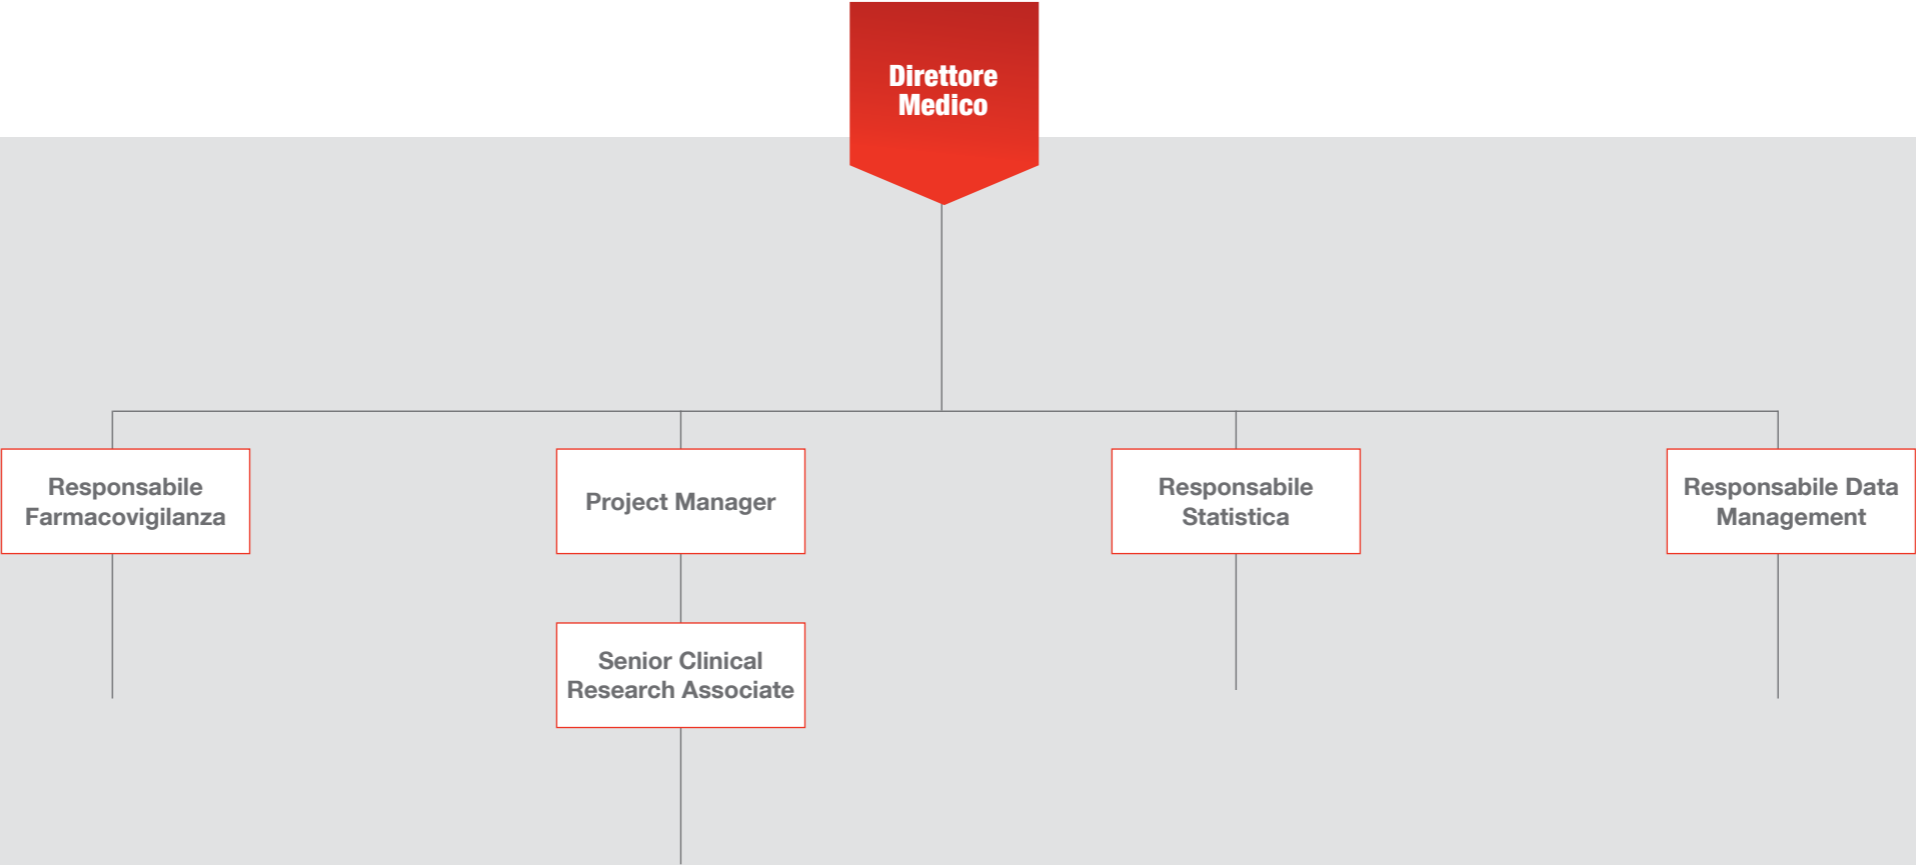 Direttore
Medico
Responsabile
Farmacovigilanza
Project Manager
Responsabile
Statistica
Responsabile Data
Management
Senior Clinical
Research Associate